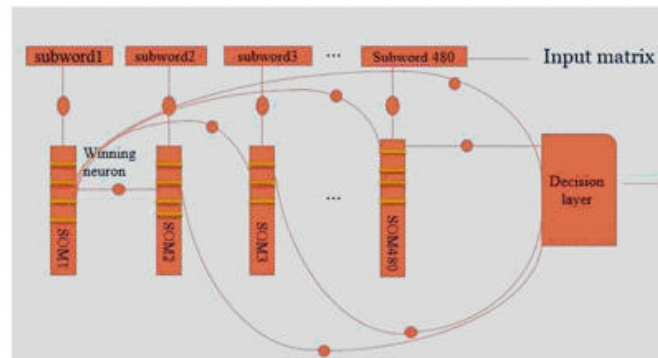 subword1
subword2
subword3
...
Subword 480
Input matrix
Winning
neuron
SOM1
SOM2
SOM3
...
SOM480
Decision
layer